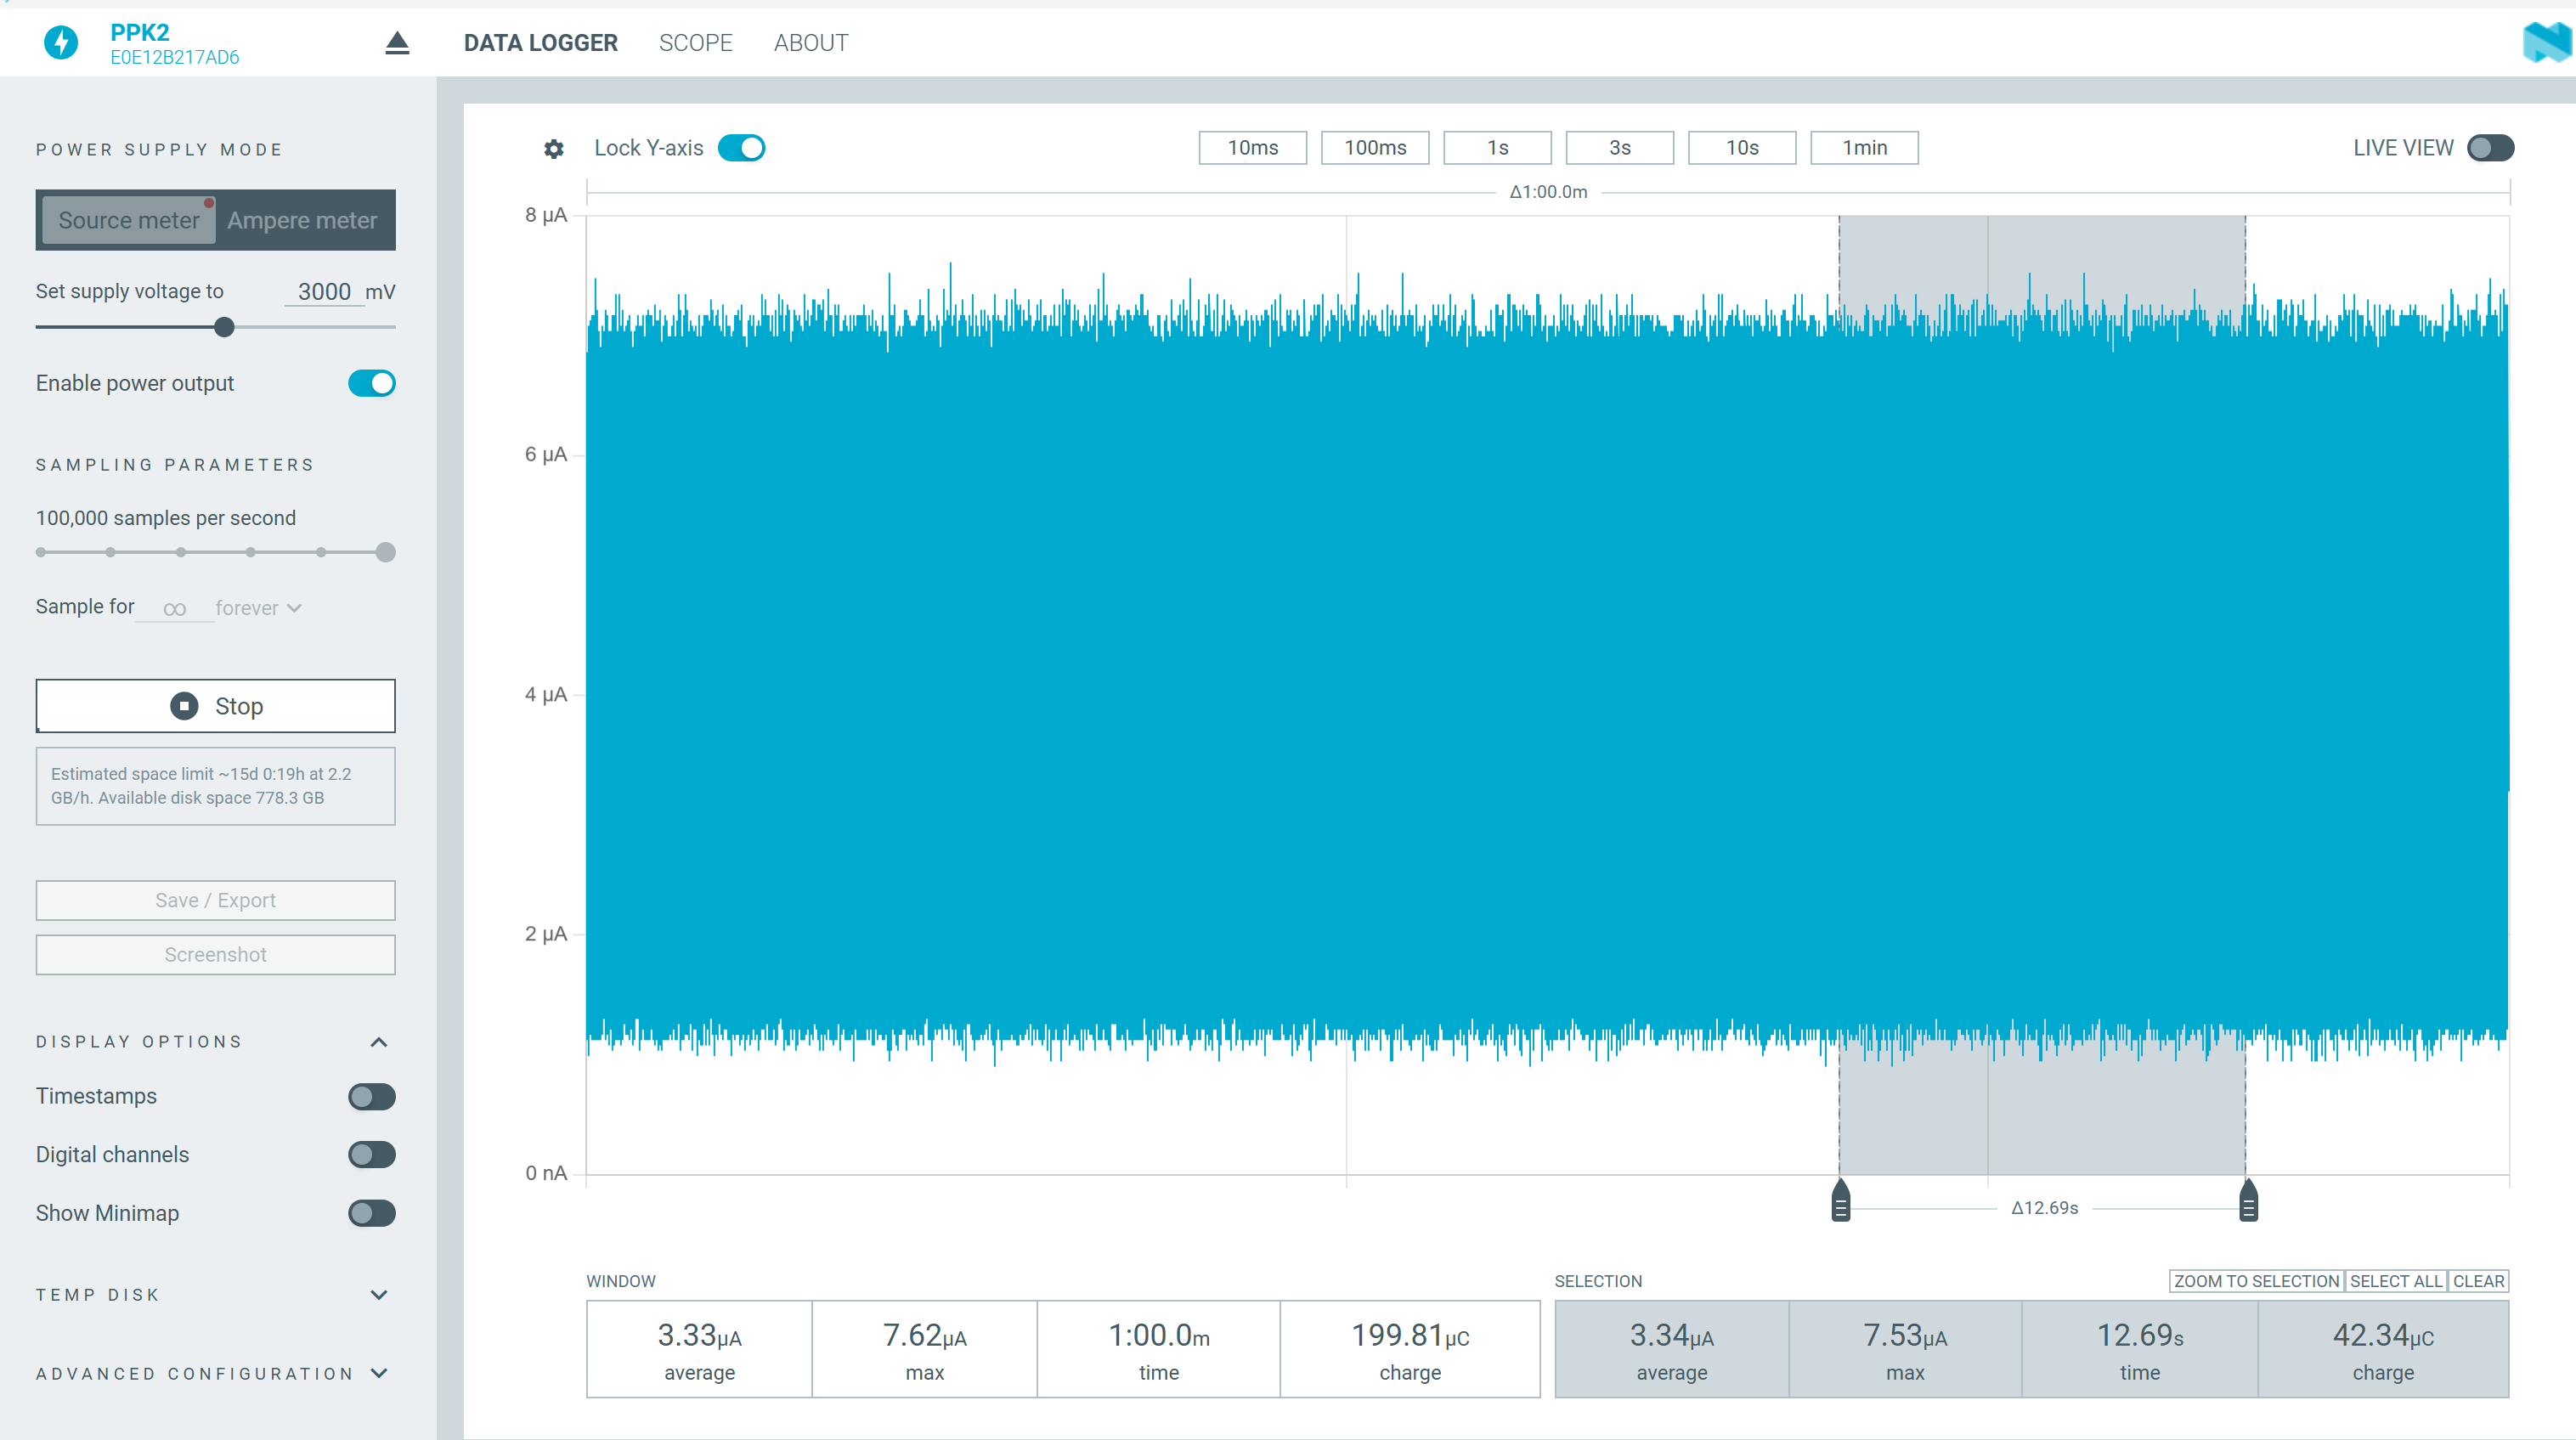 PPK2
E0E12B217AD6
DATA LOGGER
SCOPE
ABOUT
POWER SUPPLY MODE
Source meter
Ampere meter
Set supply voltage to 3000 mV
Enable power output
SAMPLING PARAMETERS
100,000 samples per second
Sample for ∞ forever
Stop
Estimated space limit ~15d 0:19h at 2.2
GB/h. Available disk space 778.3 GB
Save / Export
Screenshot
DISPLAY OPTIONS
Timestamps
Digital channels
Show Minimap
TEMP DISK
ADVANCED CONFIGURATION
Lock Y-axis
10ms
100ms
1s
3s
10s
1min
LIVE VIEW
Δ1:00.0m
8 µA
6 µA
4 µA
2 µA
0 nA
Δ12.69s
WINDOW
3.33µA
average
7.62µA
max
1:00.0m
time
199.81µC
charge
SELECTION
ZOOM TO SELECTION
SELECT ALL
CLEAR
3.34µA
average
7.53µA
max
12.69s
time
42.34µC
charge